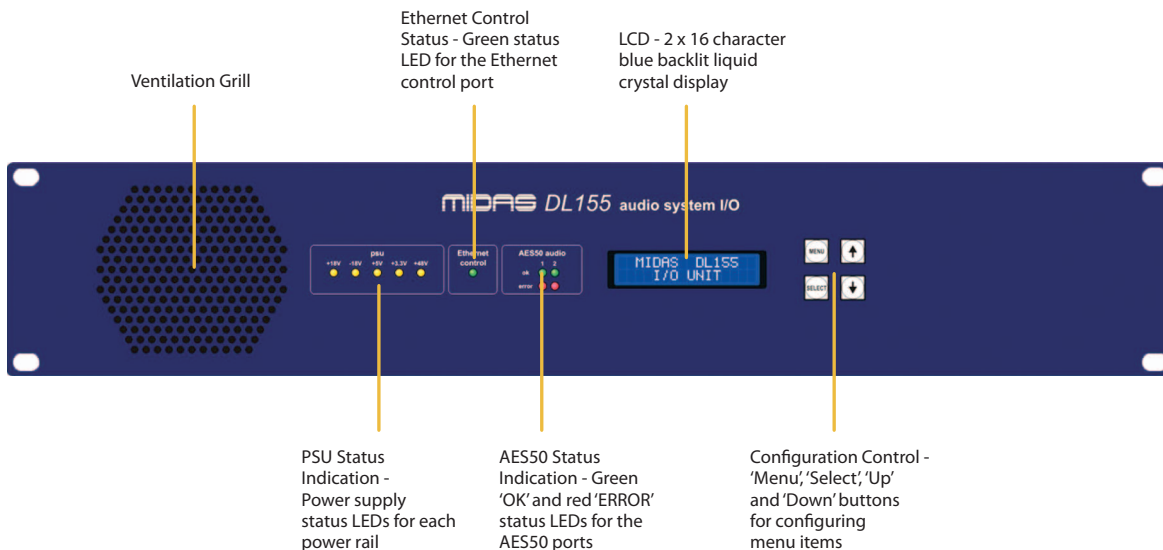 Ethernet Control
Status - Green status
LED for the Ethernet
control port
LCD - 2 x 16 character
blue backlit liquid
crystal display
Ventilation Grill
MIDAS DL155 audio system I/O
psu
+18V -18V +5V +3.3V +48V
Ethernet
control
AES50 audio
1 2
ok
error
MIDAS DL155
I/O UNIT
MENU
SELECT
PSU Status
Indication -
Power supply
status LEDs for each
power rail
AES50 Status
Indication - Green
‘OK’ and red ‘ERROR’
status LEDs for the
AES50 ports
Configuration Control -
‘Menu’, ‘Select’, ‘Up’
and ‘Down’ buttons
for configuring
menu items